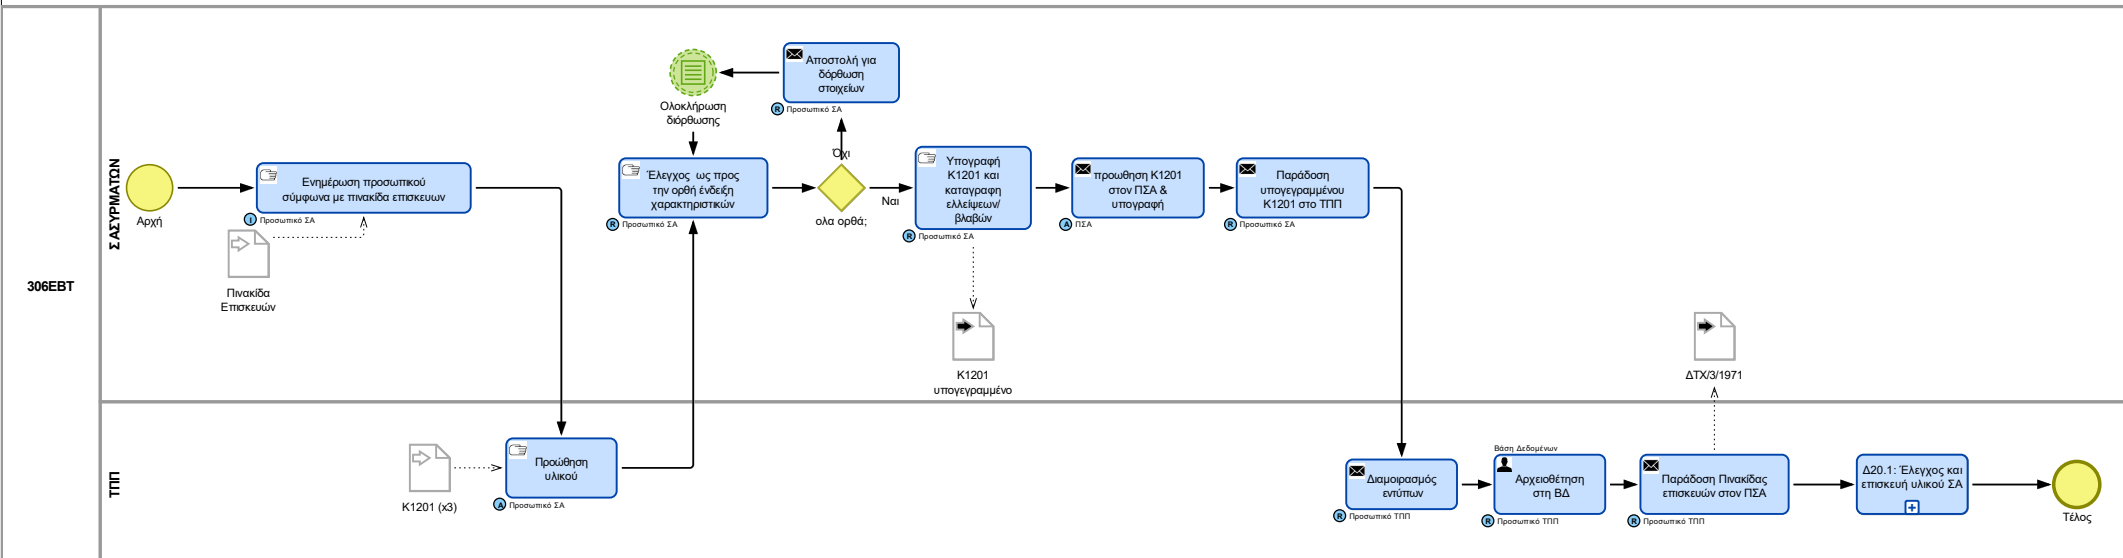 306ΕΒΤ
Σ ΑΣΥΡΜΑΤΩΝ
Αρχή
Ενημέρωση προσωπικού
σύμφωνα με πινακίδα επισκευων
I Προσωπικό ΣΑ
Πινακίδα
Επισκευών
Ολοκλήρωση
διόρθωσης
Αποστολή για
δόρθωση
στοιχείων
R Προσωπικό ΣΑ
Έλεγχος ως προς
την ορθή ένδειξη
χαρακτηριστικών
R Προσωπικό ΣΑ
Όχι
ολα ορθά;
Ναι
Υπογραφή
Κ1201 και
καταγραφη
ελλείψεων/
βλαβών
R Προσωπικό ΣΑ
Κ1201
υπογεγραμμένο
προωθηση Κ1201
στον ΠΣΑ &
υπογραφή
A ΠΣΑ
Παράδοση
υπογεγραμμένου
Κ1201 στο ΤΠΠ
R Προσωπικό ΣΑ
ΔΤΧ/3/1971
ΤΠΠ
Κ1201 (x3)
Προώθηση
υλικού
A Προσωπικό ΣΑ
Διαμοιρασμός
εντύπων
R Προσωπικό ΤΠΠ
Βάση Δεδομένων
Αρχειοθέτηση
στη ΒΔ
R Προσωπικό ΤΠΠ
Παράδοση Πινακίδας
επισκευών στον ΠΣΑ
R Προσωπικό ΤΠΠ
Δ20.1: Έλεγχος και
επισκευή υλικού ΣΑ
Τέλος